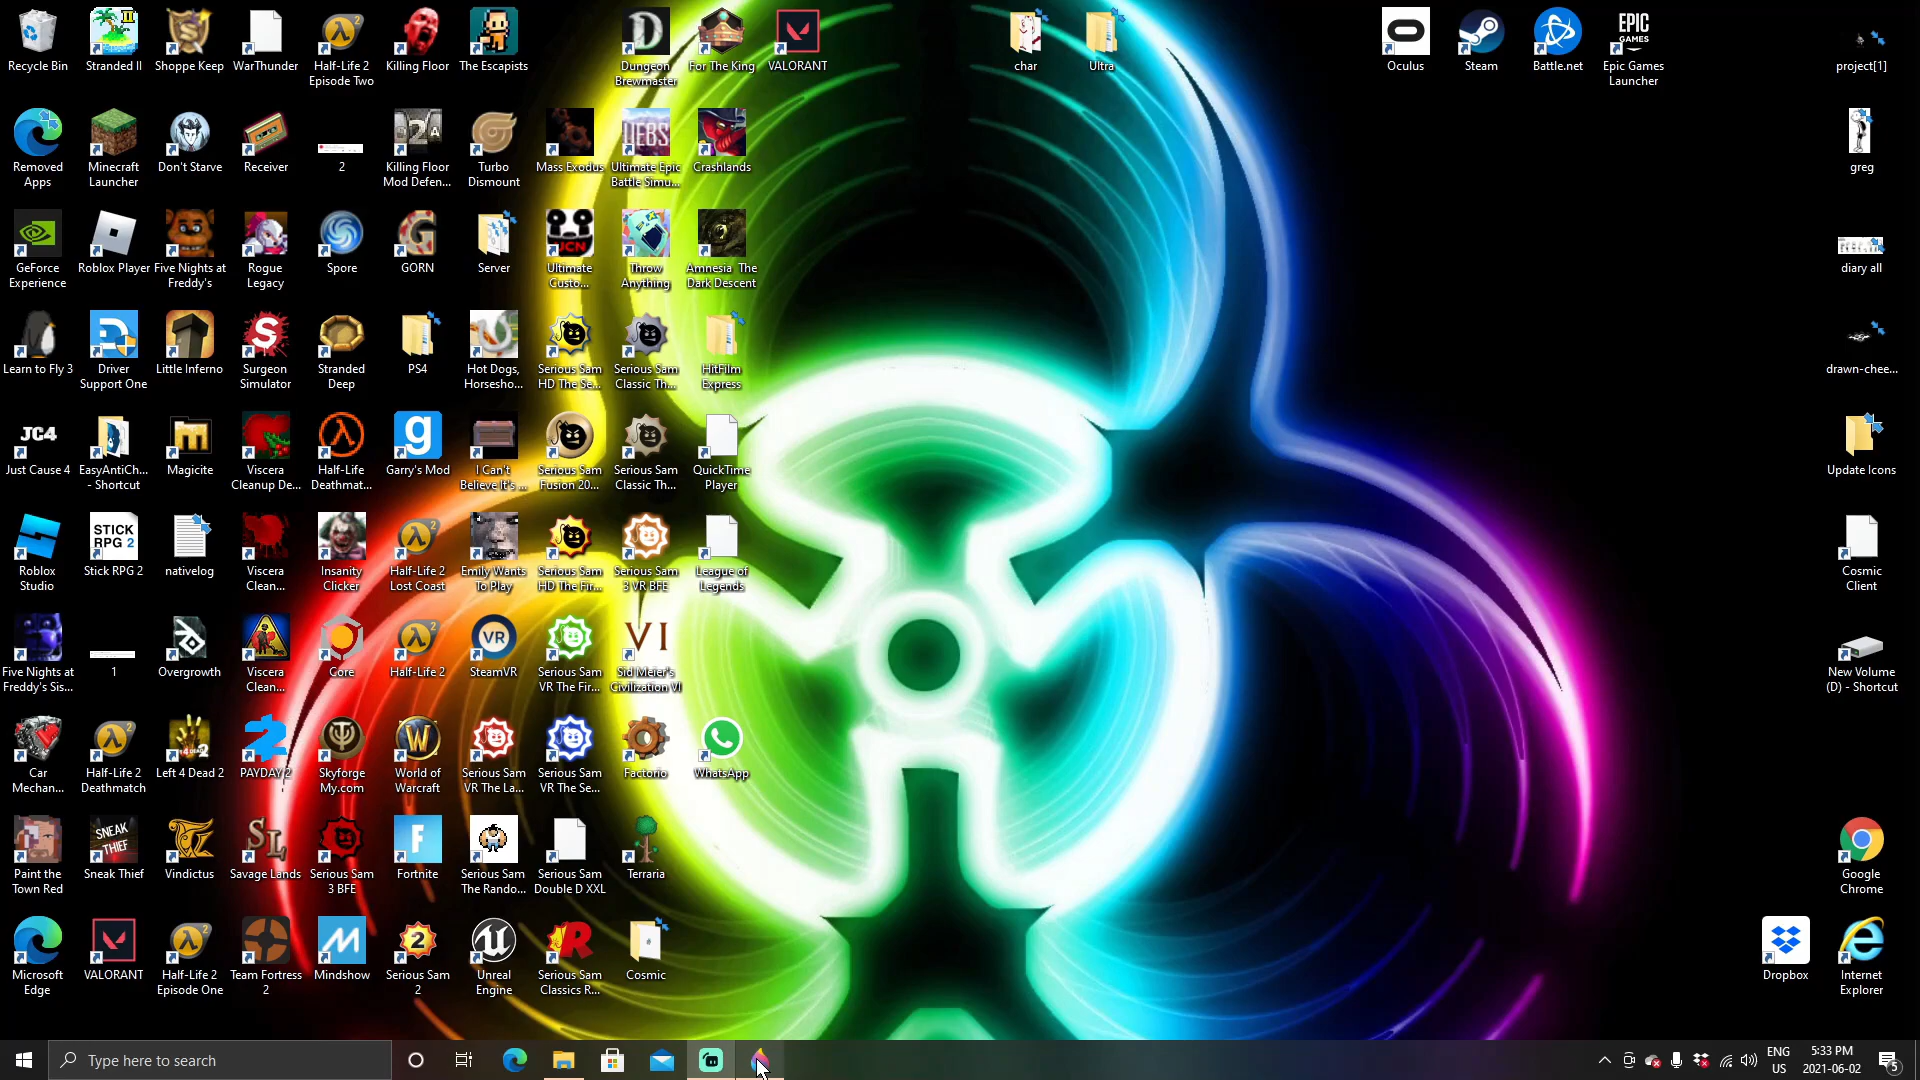 Recycle Bin
Stranded II
Shoppe Keep
WarThunder
Half-Life 2
Episode Two
Killing Floor
The Escapists
Dungeon
Brewmaster
For The King
VALORANT
char
Ultra
Oculus
Steam
Battle.net
EPIC
GAMES
Epic Games
Launcher
project[1]
Removed
Apps
Minecraft
Launcher
Don't Starve
Receiver
2
Killing Floor
Mod Defen...
Turbo
Dismount
Mass Exodus
UEBS
Ultimate Epic
Battle Simu...
Crashlands
greg
GeForce
Experience
Roblox Player
Five Nights at
Freddy's
Rogue
Legacy
Spore
GORN
Server
UCN
Ultimate
Custo...
Throw
Anything
Amnesia The
Dark Descent
diary all
Learn to Fly 3
Driver
Support One
Little Inferno
Surgeon
Simulator
Stranded
Deep
PS4
Hot Dogs,
Horsesho...
Serious Sam
HD The Se...
Serious Sam
Classic Th...
HitFilm
Express
drawn-chee...
JC4
Just Cause 4
EasyAntiCh...
- Shortcut
Magicite
Viscera
Cleanup De...
Half-Life
Deathmat...
Garry's Mod
I Can't
Believe It's ...
Serious Sam
Fusion 20...
Serious Sam
Classic Th...
QuickTime
Player
Update Icons
Roblox
Studio
STICK
RPG 2
Stick RPG 2
nativelog
Viscera
Clean...
Insanity
Clicker
Half-Life 2
Lost Coast
Emily Wants
To Play
Serious Sam
HD The Fir...
Serious Sam
3 VR BFE
League of
Legends
Cosmic
Client
Five Nights at
Freddy's Sis...
1
Overgrowth
Viscera
Clean...
Core
Half-Life 2
VR
SteamVR
Serious Sam
VR The Fir...
VI
Sid Meier's
Civilization VI
New Volume
(D) - Shortcut
Car
Mechan...
Half-Life 2
Deathmatch
Left 4 Dead 2
PAYDAY 2
Skyforge
My.com
World of
Warcraft
Serious Sam
VR The La...
Serious Sam
VR The Se...
Factorio
WhatsApp
Paint the
Town Red
SNEAK
THIEF
Sneak Thief
Vindictus
SL
Savage Lands
Serious Sam
3 BFE
Fortnite
Serious Sam
The Rando...
Serious Sam
Double D XXL
Terraria
Google
Chrome
Microsoft
Edge
VALORANT
Half-Life 2
Episode One
Team Fortress
2
Mindshow
Serious Sam
2
Unreal
Engine
Serious Sam
Classics R...
Cosmic
Dropbox
Internet
Explorer
Type here to search
ENG
US
5:33 PM
2021-06-02
5